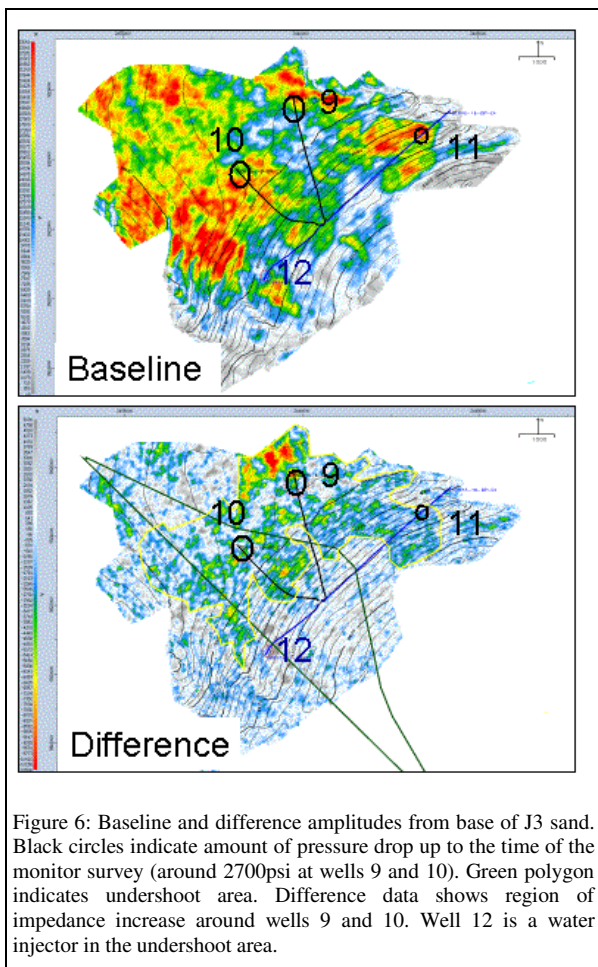 9
10
11
12
Baseline
9
10
11
12
Difference
Figure 6: Baseline and difference amplitudes from base of J3 sand.
Black circles indicate amount of pressure drop up to the time of the
monitor survey (around 2700psi at wells 9 and 10). Green polygon
indicates undershoot area. Difference data shows region of
impedance increase around wells 9 and 10. Well 12 is a water
injector in the undershoot area.